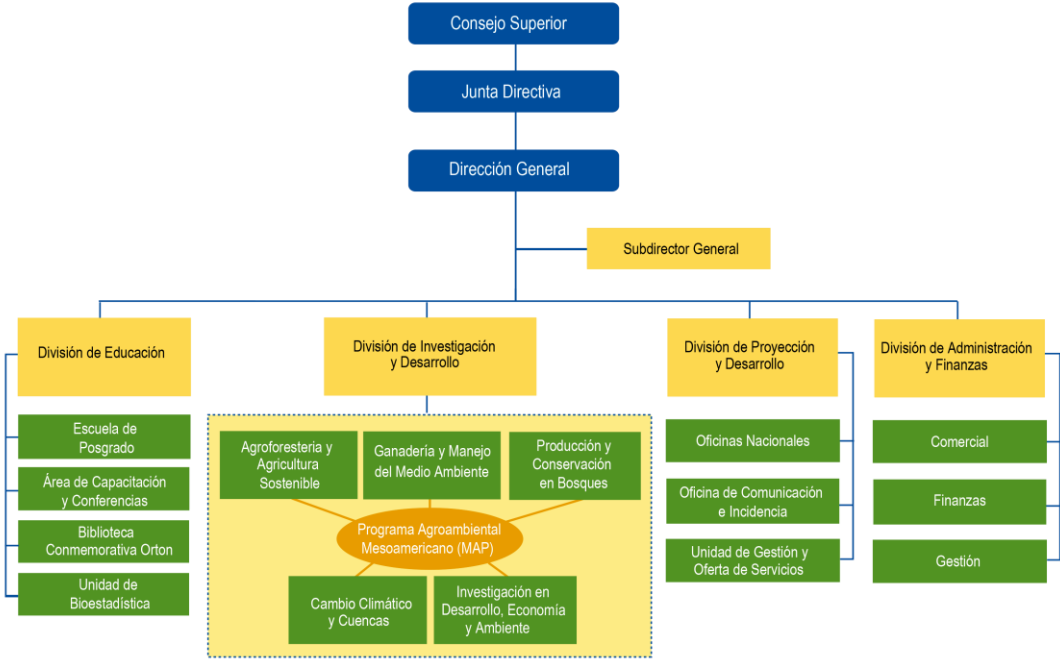 Consejo Superior
Junta Directiva
Dirección General
Subdirector General
División de Educación
División de Investigación
y Desarrollo
División de Proyección
y Desarrollo
División de Administración
y Finanzas
Escuela de
Posgrado
Área de Capacitación
y Conferencias
Biblioteca
Conmemorativa Orton
Unidad de
Bioestadística
Agroforesteria y
Agricultura
Sostenible
Ganadería y Manejo
del Medio Ambiente
Producción y
Conservación
en Bosques
Programa Agroambiental
Mesoamericano (MAP)
Cambio Climático
y Cuencas
Investigación en
Desarrollo, Economía
y Ambiente
Oficinas Nacionales
Oficina de Comunicación
e Incidencia
Unidad de Gestión y
Oferta de Servicios
Comercial
Finanzas
Gestión